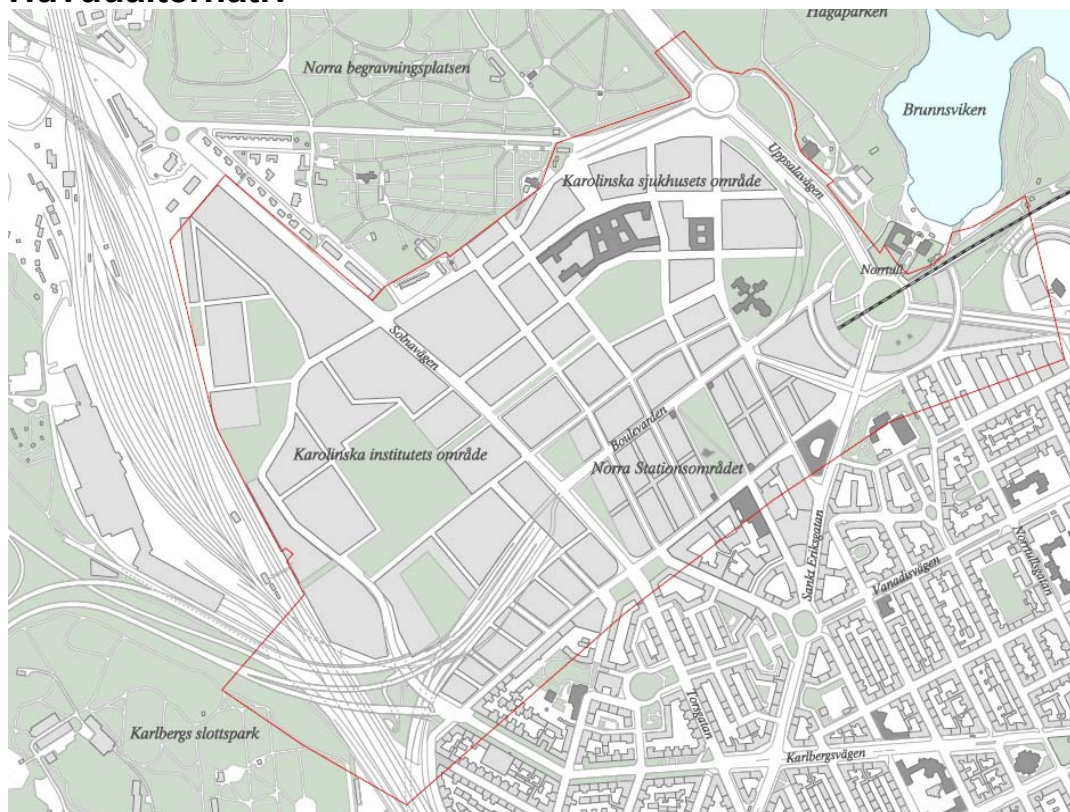 Huvudalternativ
Hagaparken
Norra begravningsplatsen
Brunnsviken
Uppsalavägen
Karolinska sjukhusets område
Norrtull
Solnavägen
Boulevarden
Karolinska institutets område
Norra Stationsområdet
Sankt Eriksgatan
Norrtullsgatan
Vanadisvägen
Torsgatan
Karlbergs slottspark
Karlbergsvägen